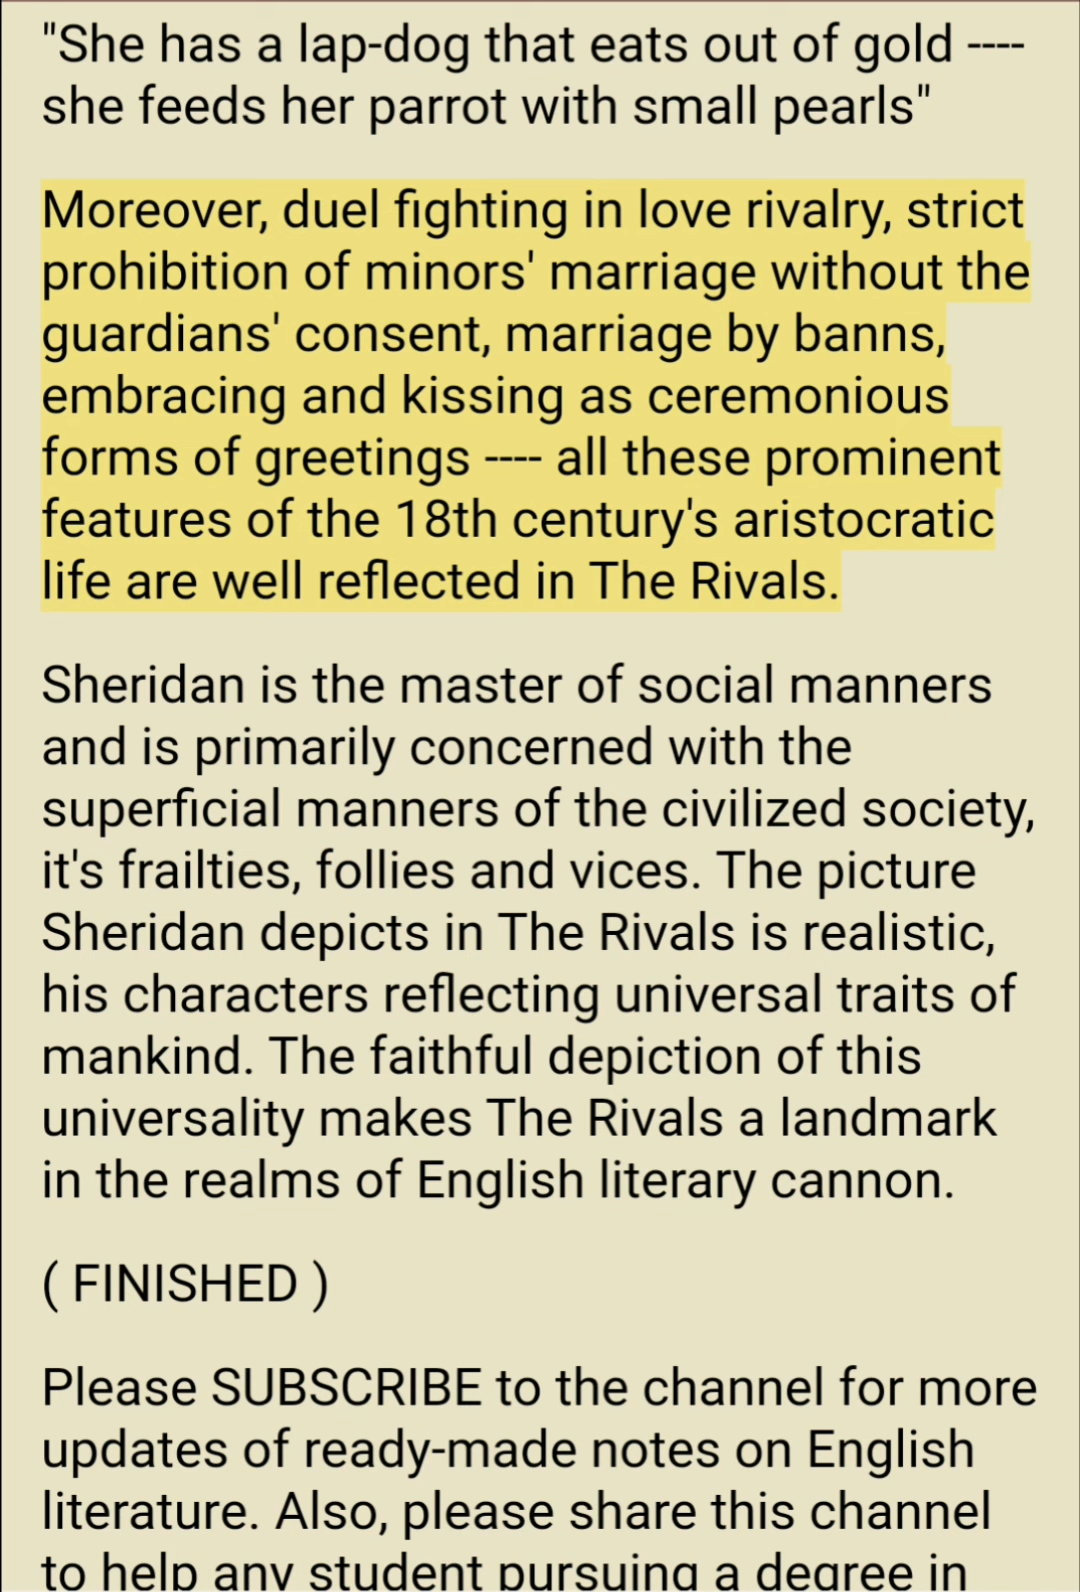 "She has a lap-dog that eats out of gold ----
she feeds her parrot with small pearls"
Moreover, duel fighting in love rivalry, strict
prohibition of minors' marriage without the
guardians' consent, marriage by banns,
embracing and kissing as ceremonious
forms of greetings ---- all these prominent
features of the 18th century's aristocratic
life are well reflected in The Rivals.
Sheridan is the master of social manners
and is primarily concerned with the
superficial manners of the civilized society,
it's frailties, follies and vices. The picture
Sheridan depicts in The Rivals is realistic,
his characters reflecting universal traits of
mankind. The faithful depiction of this
universality makes The Rivals a landmark
in the realms of English literary cannon.
( FINISHED )
Please SUBSCRIBE to the channel for more
updates of ready-made notes on English
literature. Also, please share this channel
to help any student pursuing a degree in